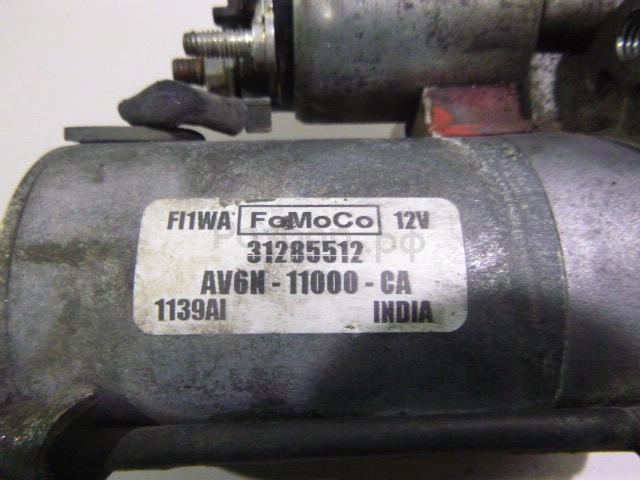 FI1WA FoMoCo 12V
31285512
AV6N - 11000 - CA
1139AI INDIA